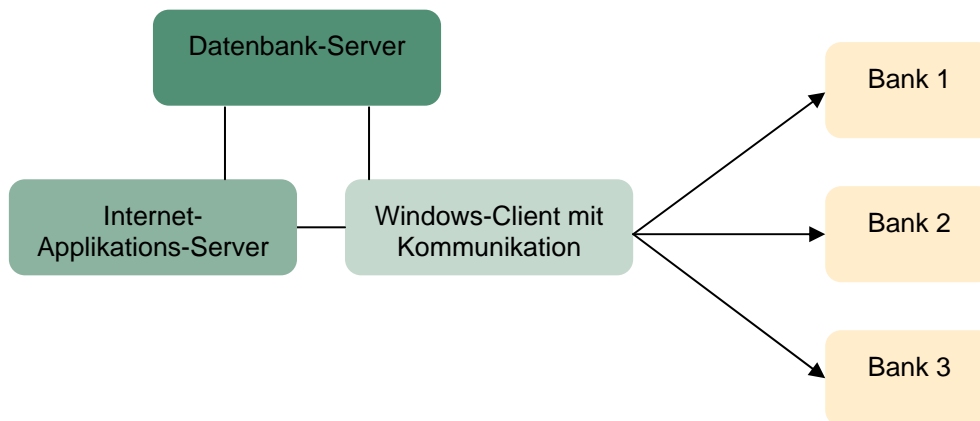 Datenbank-Server
Internet-
Applikations-Server
Windows-Client mit
Kommunikation
Bank 1
Bank 2
Bank 3